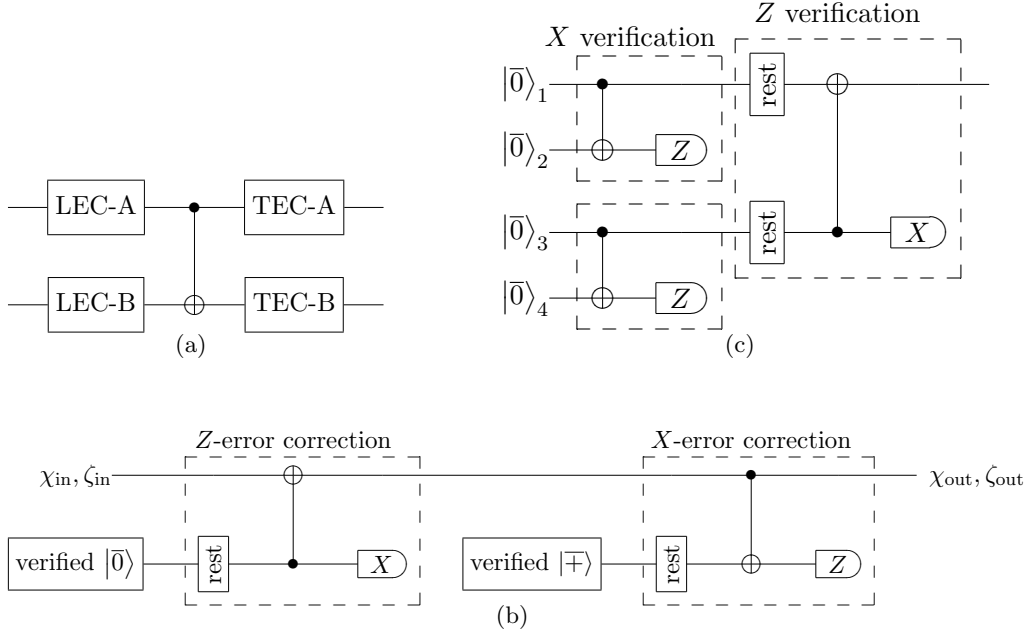 Z verification
X verification
|0̅⟩₁
rest
|0̅⟩₂
Z
LEC-A
TEC-A
|0̅⟩₃
rest
X
LEC-B
TEC-B
|0̅⟩₄
Z
(a)
(c)
Z-error correction
X-error correction
χin, ζin
χout, ζout
verified |0̅⟩
rest
X
verified |+̅⟩
rest
Z
(b)